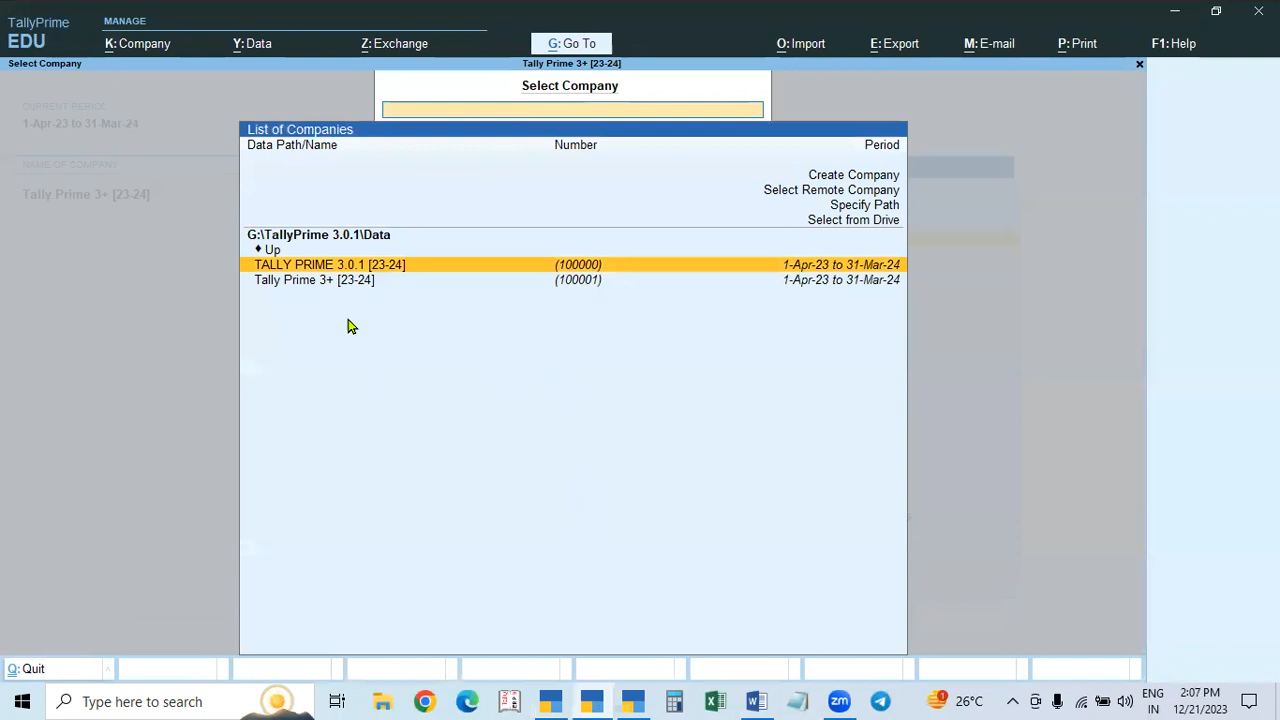 TallyPrime
EDU
MANAGE
K: Company
Y: Data
Z: Exchange
G: Go To
O: Import
E: Export
M: E-mail
P: Print
F1: Help
Select Company
Tally Prime 3+ [23-24]
×
CURRENT PERIOD
1-Apr-23 to 31-Mar-24
NAME OF COMPANY
Tally Prime 3+ [23-24]
Select Company
List of Companies
Data Path/Name Number Period
Create Company
Select Remote Company
Specify Path
Select from Drive
G:\TallyPrime 3.0.1\Data
♦ Up
TALLY PRIME 3.0.1 [23-24] (100000) 1-Apr-23 to 31-Mar-24
Tally Prime 3+ [23-24] (100001) 1-Apr-23 to 31-Mar-24
Q: Quit
Type here to search
1
26°C
ENG
IN
2:07 PM
12/21/2023